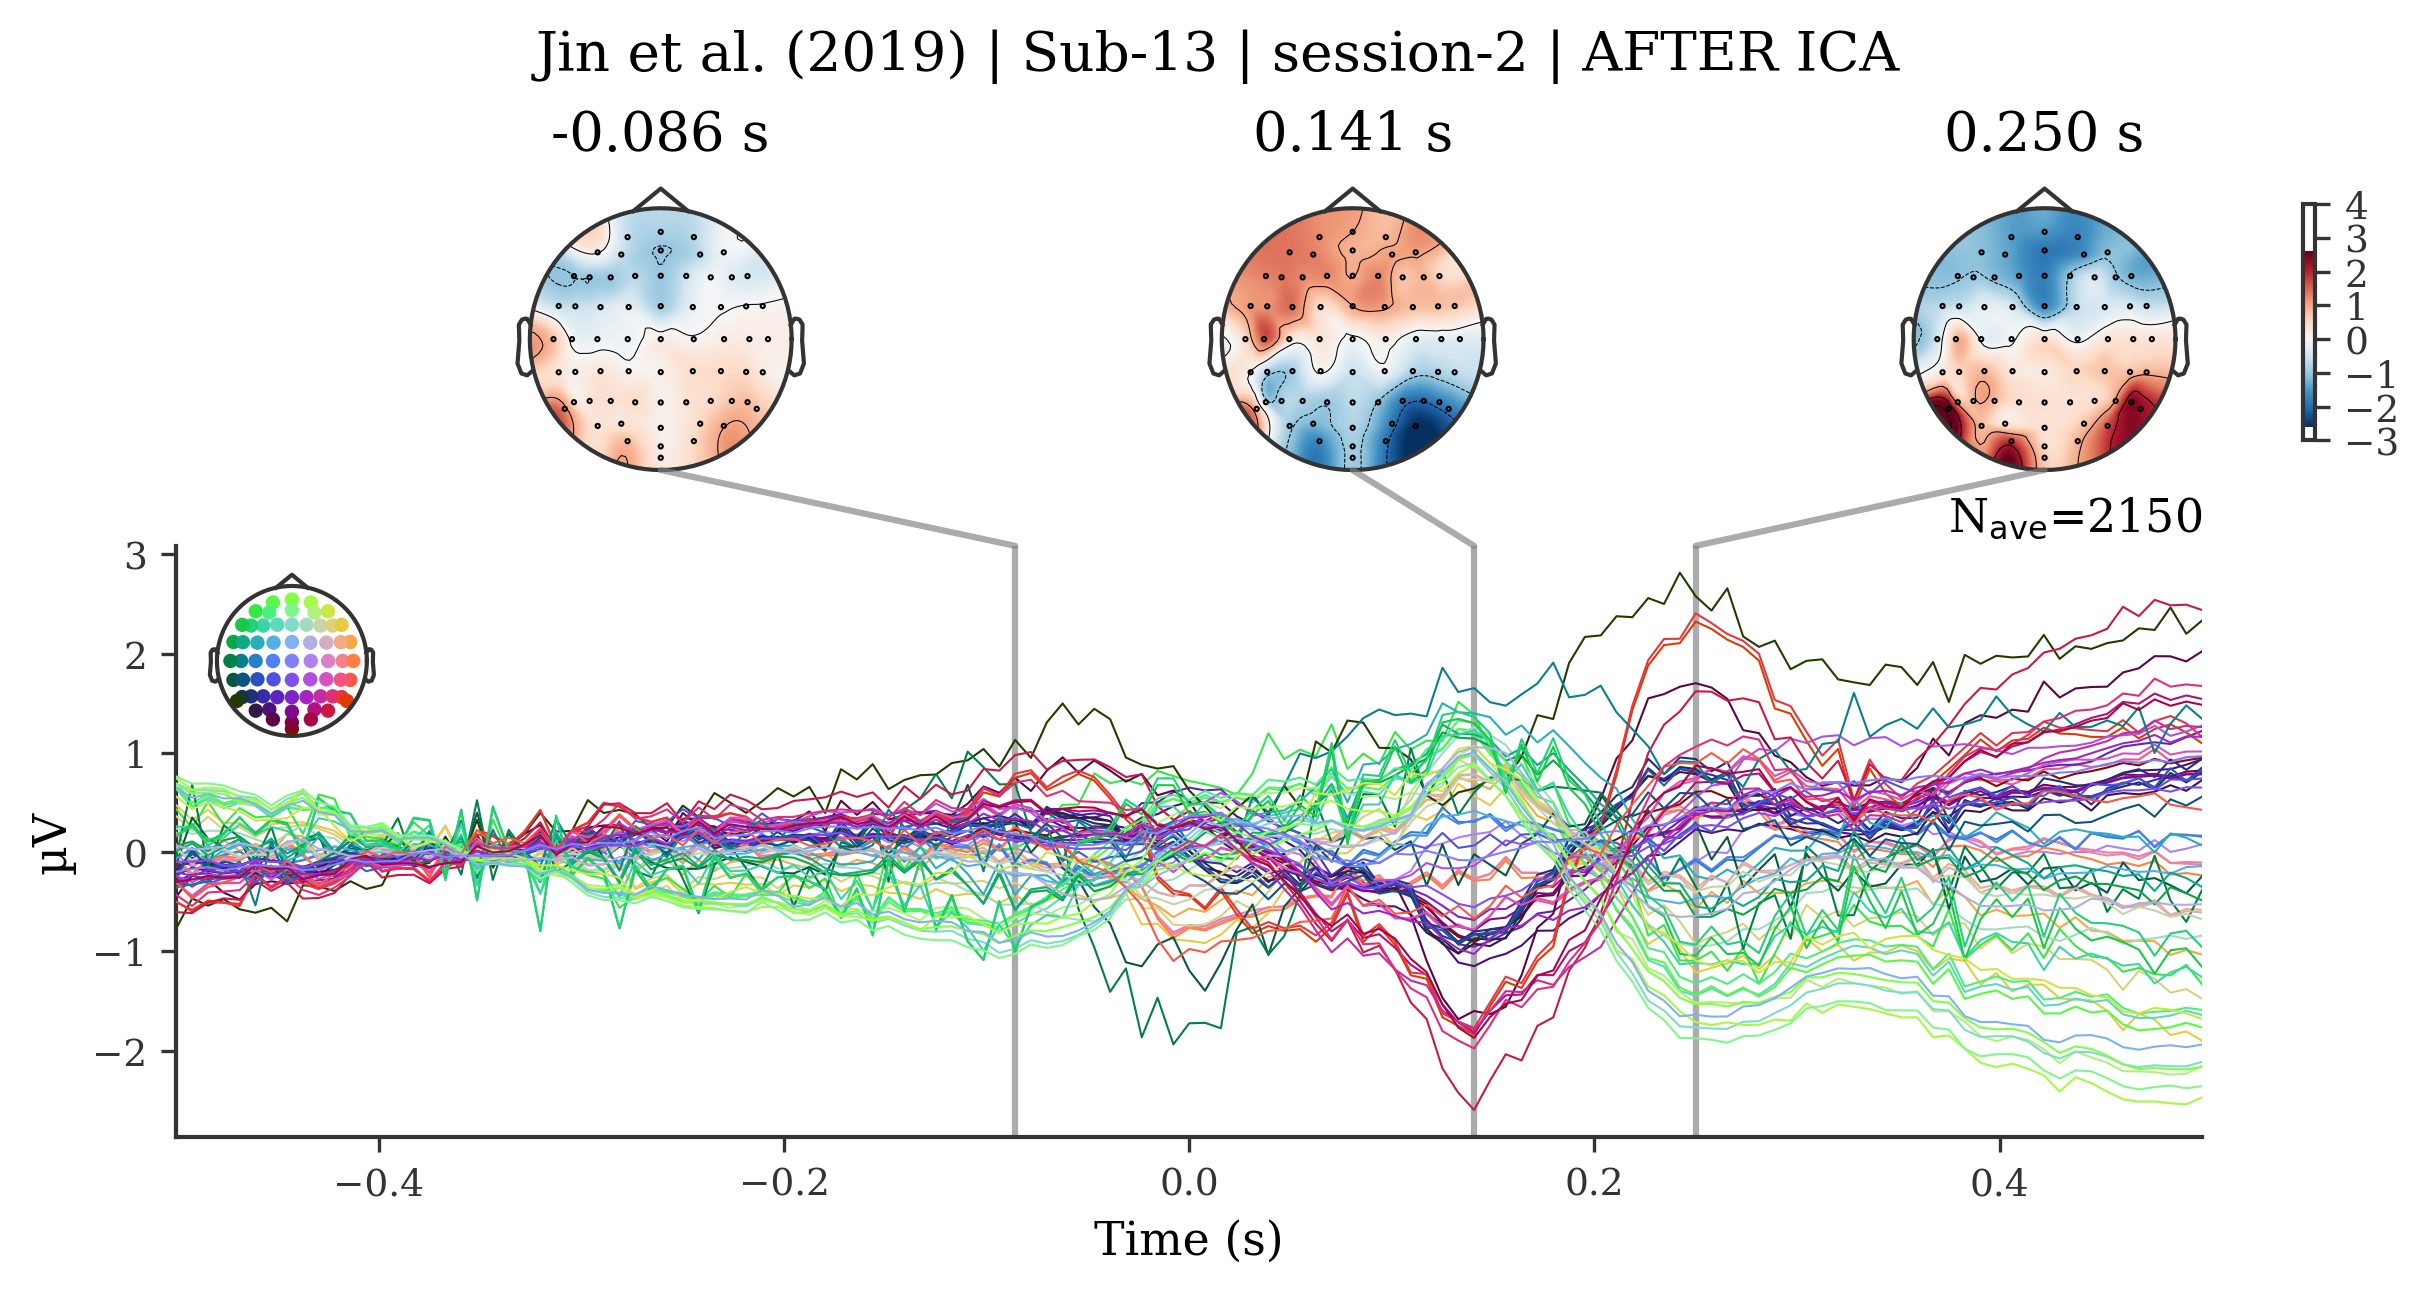 Jin et al. (2019) | Sub-13 | session-2 | AFTER ICA
-0.086 s
0.141 s
0.250 s
4
3
2
1
0
−1
−2
−3
Nave=2150
3
2
1
0
−1
−2
µV
−0.4
−0.2
0.0
0.2
0.4
Time (s)